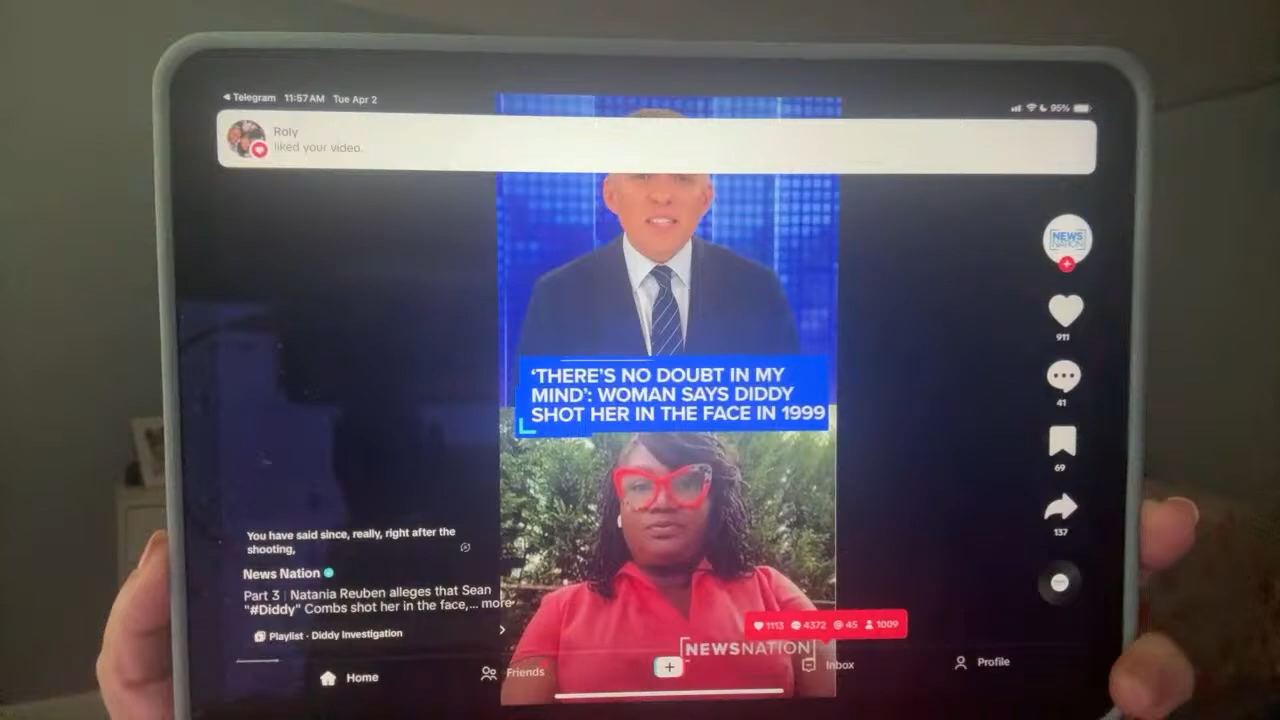 Telegram 11:57 AM Tue Apr 2
95%
Roly
liked your video.
NEWS
NATION
911
41
69
137
'THERE'S NO DOUBT IN MY
MIND': WOMAN SAYS DIDDY
SHOT HER IN THE FACE IN 1999
You have said since, really, right after the
shooting,
News Nation
Part 3 | Natania Reuben alleges that Sean
"#Diddy" Combs shot her in the face,... more
Playlist · Diddy Investigation
1113 4372 45 1009
NEWSNATION
Home
Friends
Inbox
Profile